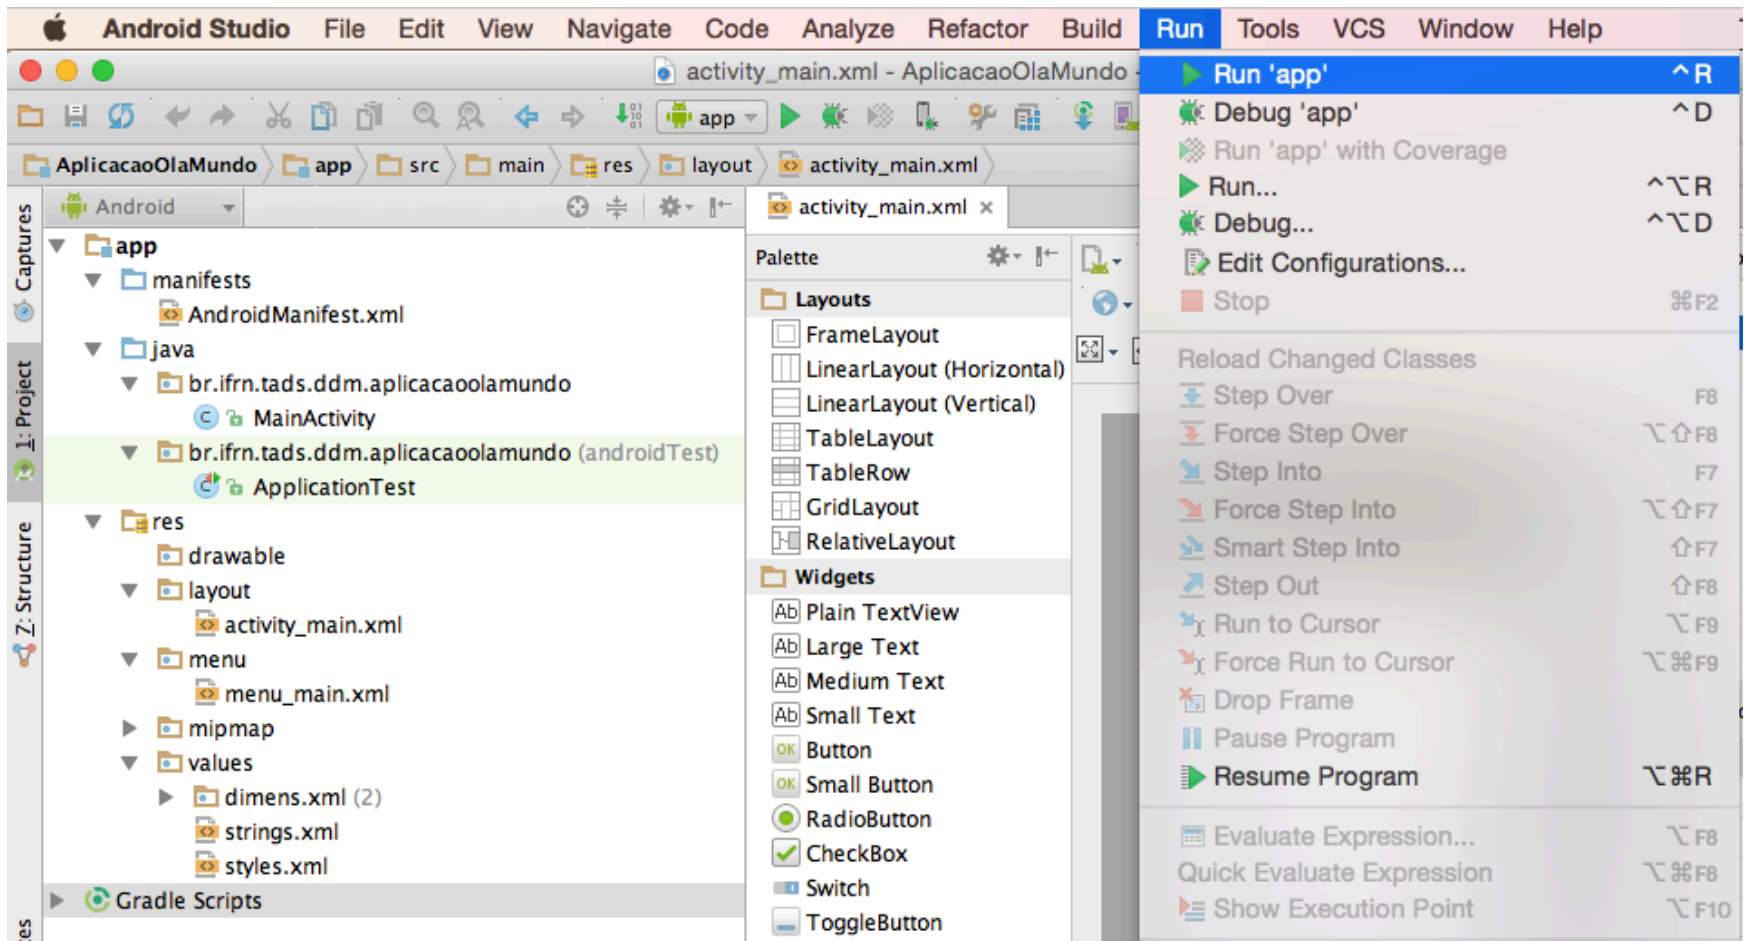 Android Studio File Edit View Navigate Code Analyze Refactor Build Run Tools VCS Window Help
activity_main.xml - AplicacaoOlaMundo -
app
AplicacaoOlaMundo app src main res layout activity_main.xml
Captures
1: Project
Z: Structure
Android
app
manifests
AndroidManifest.xml
java
br.ifrn.tads.ddm.aplicacaoolamundo
MainActivity
br.ifrn.tads.ddm.aplicacaoolamundo (androidTest)
ApplicationTest
res
drawable
layout
activity_main.xml
menu
menu_main.xml
mipmap
values
dimens.xml (2)
strings.xml
styles.xml
Gradle Scripts
activity_main.xml ×
Palette
Layouts
FrameLayout
LinearLayout (Horizontal)
LinearLayout (Vertical)
TableLayout
TableRow
GridLayout
RelativeLayout
Widgets
Ab Plain TextView
Ab Large Text
Ab Medium Text
Ab Small Text
OK Button
OK Small Button
RadioButton
CheckBox
Switch
ToggleButton
Run 'app' ^R
Debug 'app' ^D
Run 'app' with Coverage
Run... ^⌥R
Debug... ^⌥D
Edit Configurations...
Stop ⌘F2
Reload Changed Classes
Step Over F8
Force Step Over ⌥⇧F8
Step Into F7
Force Step Into ⌥⇧F7
Smart Step Into ⇧F7
Step Out ⇧F8
Run to Cursor ⌥F9
Force Run to Cursor ⌥⌘F9
Drop Frame
Pause Program
Resume Program ⌥⌘R
Evaluate Expression... ⌥F8
Quick Evaluate Expression ⌥⌘F8
Show Execution Point ⌥F10